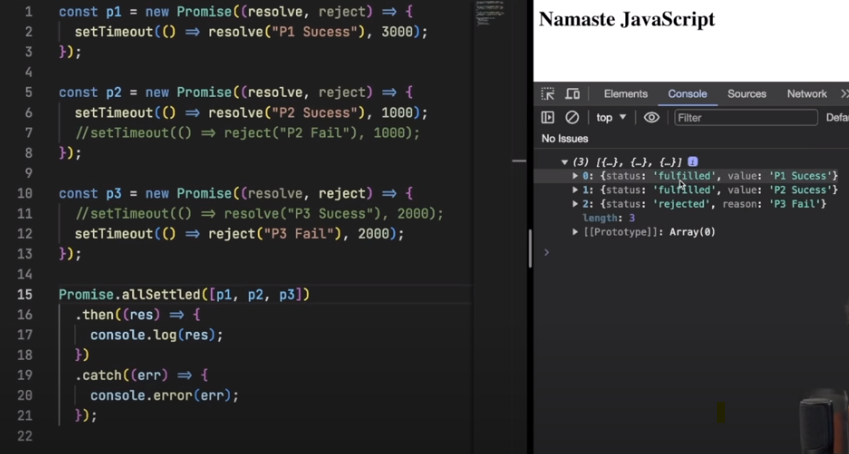 1 const p1 = new Promise((resolve, reject) => {
2 setTimeout(() => resolve("P1 Sucess"), 3000);
3 });
4
5 const p2 = new Promise((resolve, reject) => {
6 setTimeout(() => resolve("P2 Sucess"), 1000);
7 //setTimeout(() => reject("P2 Fail"), 1000);
8 });
9
10 const p3 = new Promise((resolve, reject) => {
11 //setTimeout(() => resolve("P3 Sucess"), 2000);
12 setTimeout(() => reject("P3 Fail"), 2000);
13 });
14
15 Promise.allSettled([p1, p2, p3])
16 .then((res) => {
17 console.log(res);
18 })
19 .catch((err) => {
20 console.error(err);
21 });
22
Namaste JavaScript
Elements Console Sources Network »
top ▼ Filter Defa
No Issues
▼ (3) [{…}, {…}, {…}] i
▶ 0: {status: 'fulfilled', value: 'P1 Sucess'}
▶ 1: {status: 'fulfilled', value: 'P2 Sucess'}
▶ 2: {status: 'rejected', reason: 'P3 Fail'}
length: 3
▶ [[Prototype]]: Array(0)
>